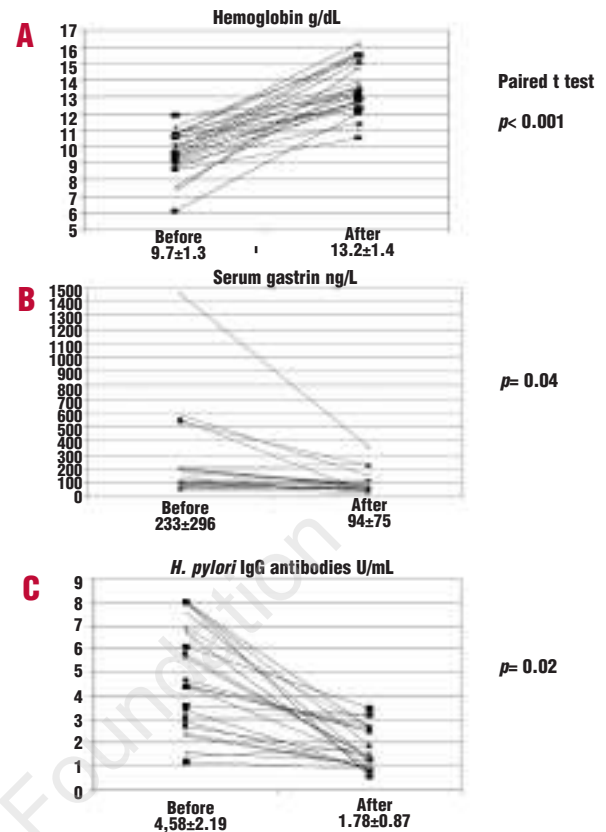 A
Hemoglobin g/dL
17
16
15
14
13
12
11
10
9
8
7
6
5
Before
9.7±1.3
After
13.2±1.4
Paired t test
p< 0.001
B
Serum gastrin ng/L
1500
1400
1300
1200
1100
1000
900
800
700
600
500
400
300
200
100
0
Before
233±296
After
94±75
p= 0.04
C
H. pylori IgG antibodies U/mL
9
8
7
6
5
4
3
2
1
0
Before
4,58±2.19
After
1.78±0.87
p= 0.02
Foundation